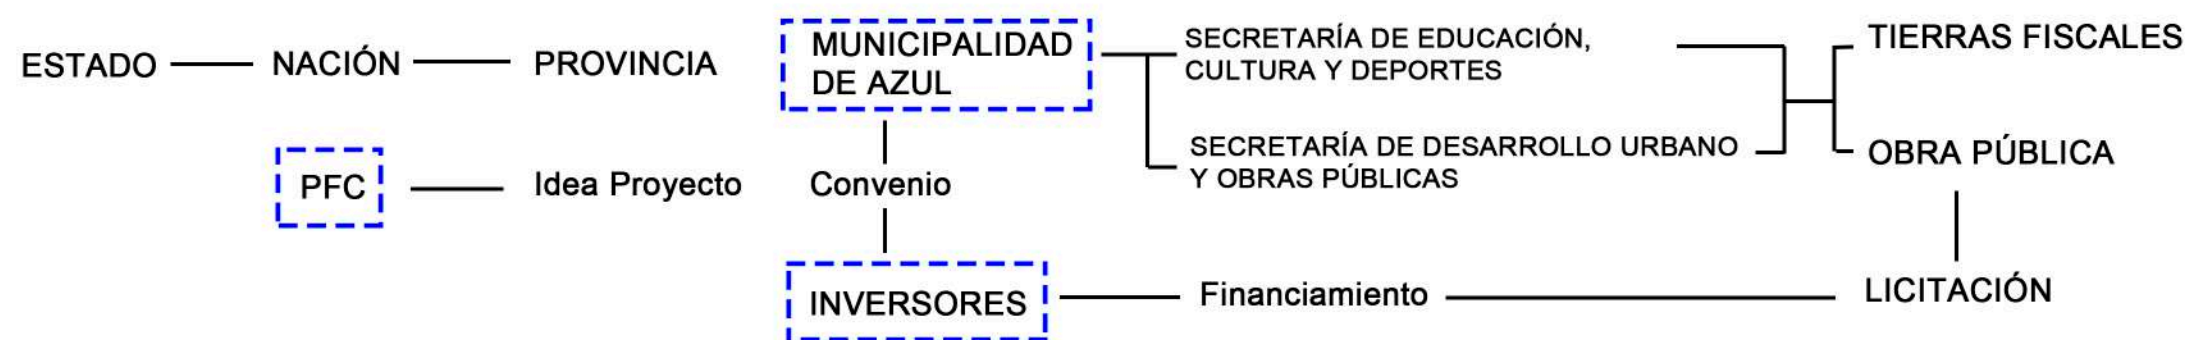 ESTADO
NACIÓN
PROVINCIA
MUNICIPALIDAD
DE AZUL
SECRETARÍA DE EDUCACIÓN,
CULTURA Y DEPORTES
TIERRAS FISCALES
SECRETARÍA DE DESARROLLO URBANO
Y OBRAS PÚBLICAS
OBRA PÚBLICA
PFC
Idea Proyecto
Convenio
INVERSORES
Financiamiento
LICITACIÓN